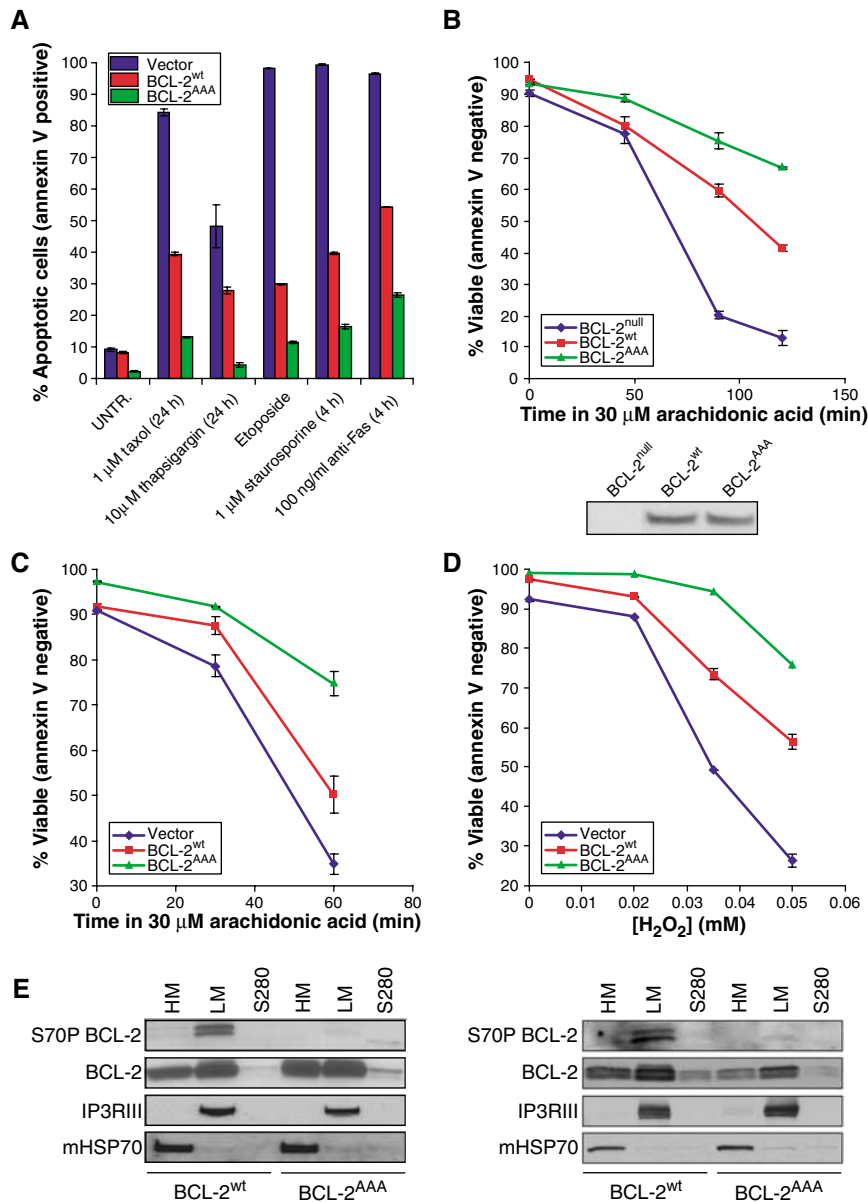 A
Vector
BCL-2wt
BCL-2AAA
% Apoptotic cells (annexin V positive)
100
90
80
70
60
50
40
30
20
10
0
UNTR.
1 μM taxol (24 h)
10μ M thapsigargin (24 h)
Etoposide
1 μM staurosporine (4 h)
100 ng/ml anti-Fas (4 h)
B
% Viable (annexin V negative)
100
90
80
70
60
50
40
30
20
10
0
BCL-2null
BCL-2wt
BCL-2AAA
0 50 100 150
Time in 30 μM arachidonic acid (min)
BCL-2null
BCL-2wt
BCL-2AAA
C
% Viable (annexin V negative)
100
90
80
70
60
50
40
30
Vector
BCL-2wt
BCL-2AAA
0 20 40 60 80
Time in 30 μM arachidonic acid (min)
D
% Viable (annexin V negative)
100
90
80
70
60
50
40
30
20
Vector
BCL-2wt
BCL-2AAA
0 0.01 0.02 0.03 0.04 0.05 0.06
[H2O2] (mM)
E
HM LM S280 HM LM S280
S70P BCL-2
BCL-2
IP3RIII
mHSP70
BCL-2wt BCL-2AAA
HM LM S280 HM LM S280
S70P BCL-2
BCL-2
IP3RIII
mHSP70
BCL-2wt BCL-2AAA